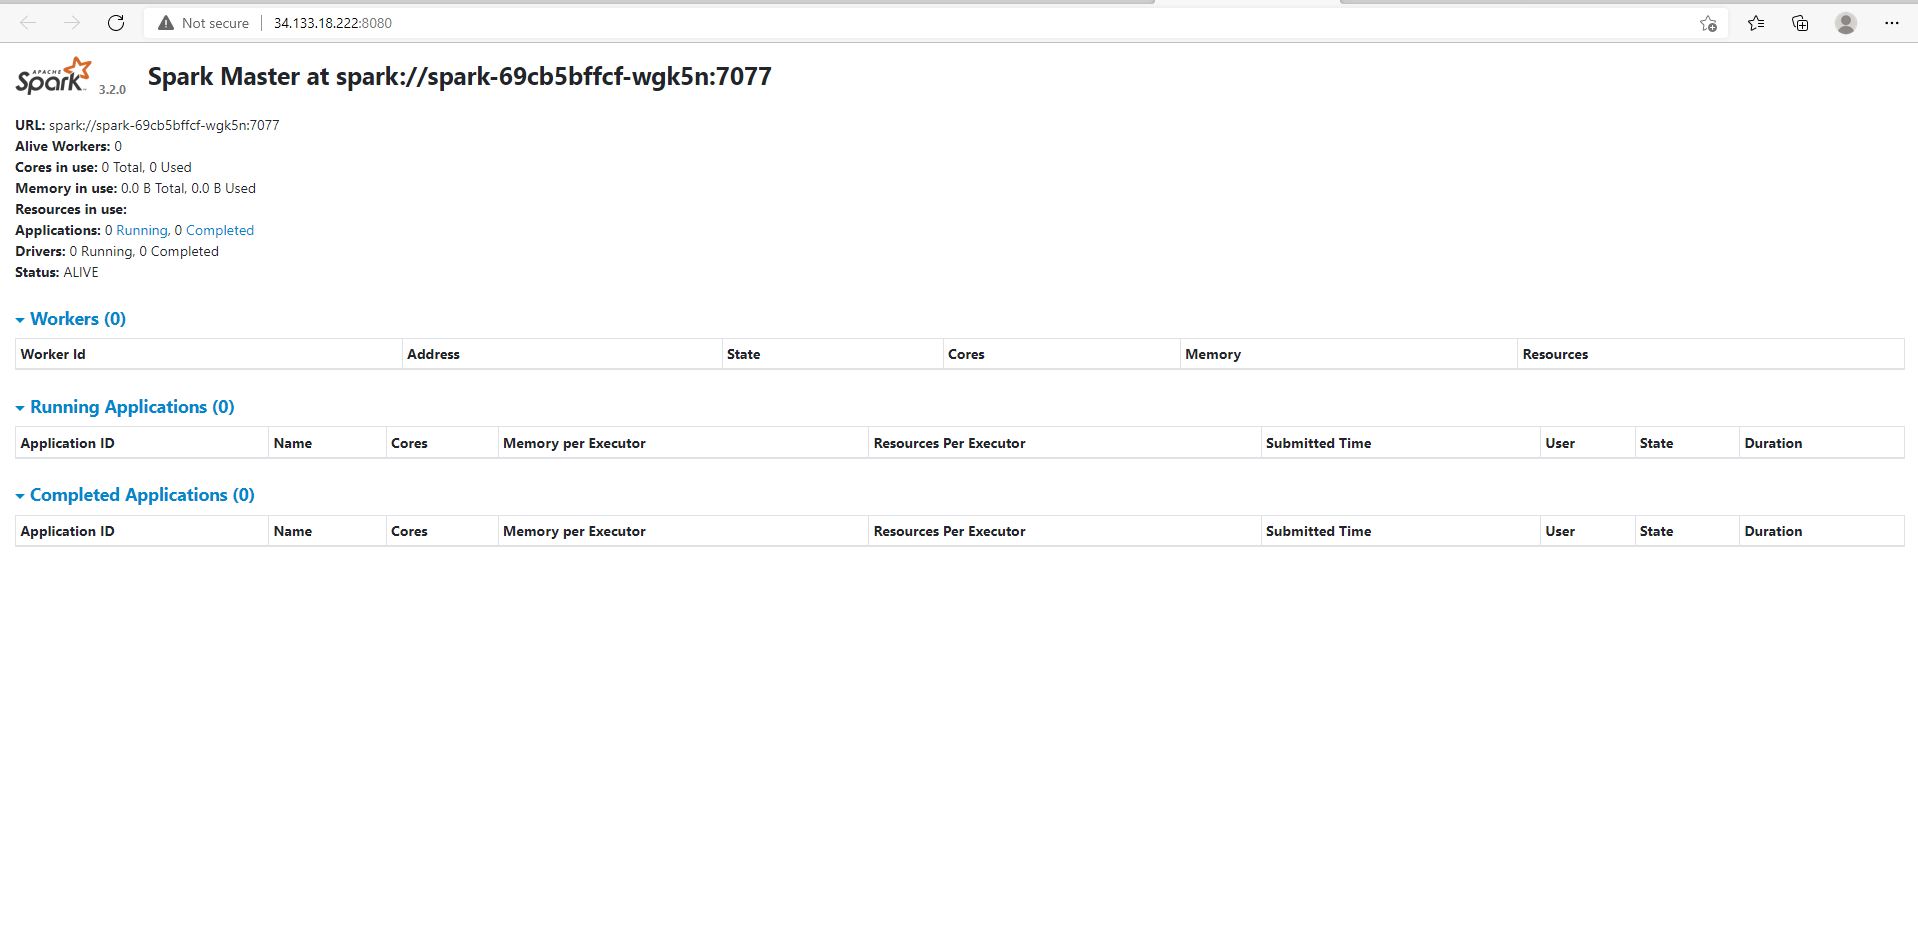 Not secure | 34.133.18.222:8080
APACHE
Spark 3.2.0 Spark Master at spark://spark-69cb5bffcf-wgk5n:7077
URL: spark://spark-69cb5bffcf-wgk5n:7077
Alive Workers: 0
Cores in use: 0 Total, 0 Used
Memory in use: 0.0 B Total, 0.0 B Used
Resources in use:
Applications: 0 Running, 0 Completed
Drivers: 0 Running, 0 Completed
Status: ALIVE
Workers (0)
Worker Id Address State Cores Memory Resources
Running Applications (0)
Application ID Name Cores Memory per Executor Resources Per Executor Submitted Time User State Duration
Completed Applications (0)
Application ID Name Cores Memory per Executor Resources Per Executor Submitted Time User State Duration